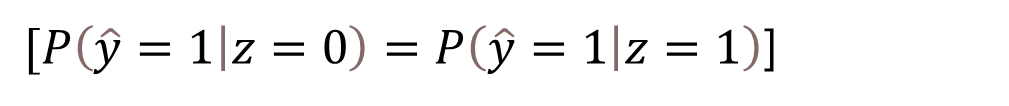 [P(ŷ = 1|z = 0) = P(ŷ = 1|z = 1)]